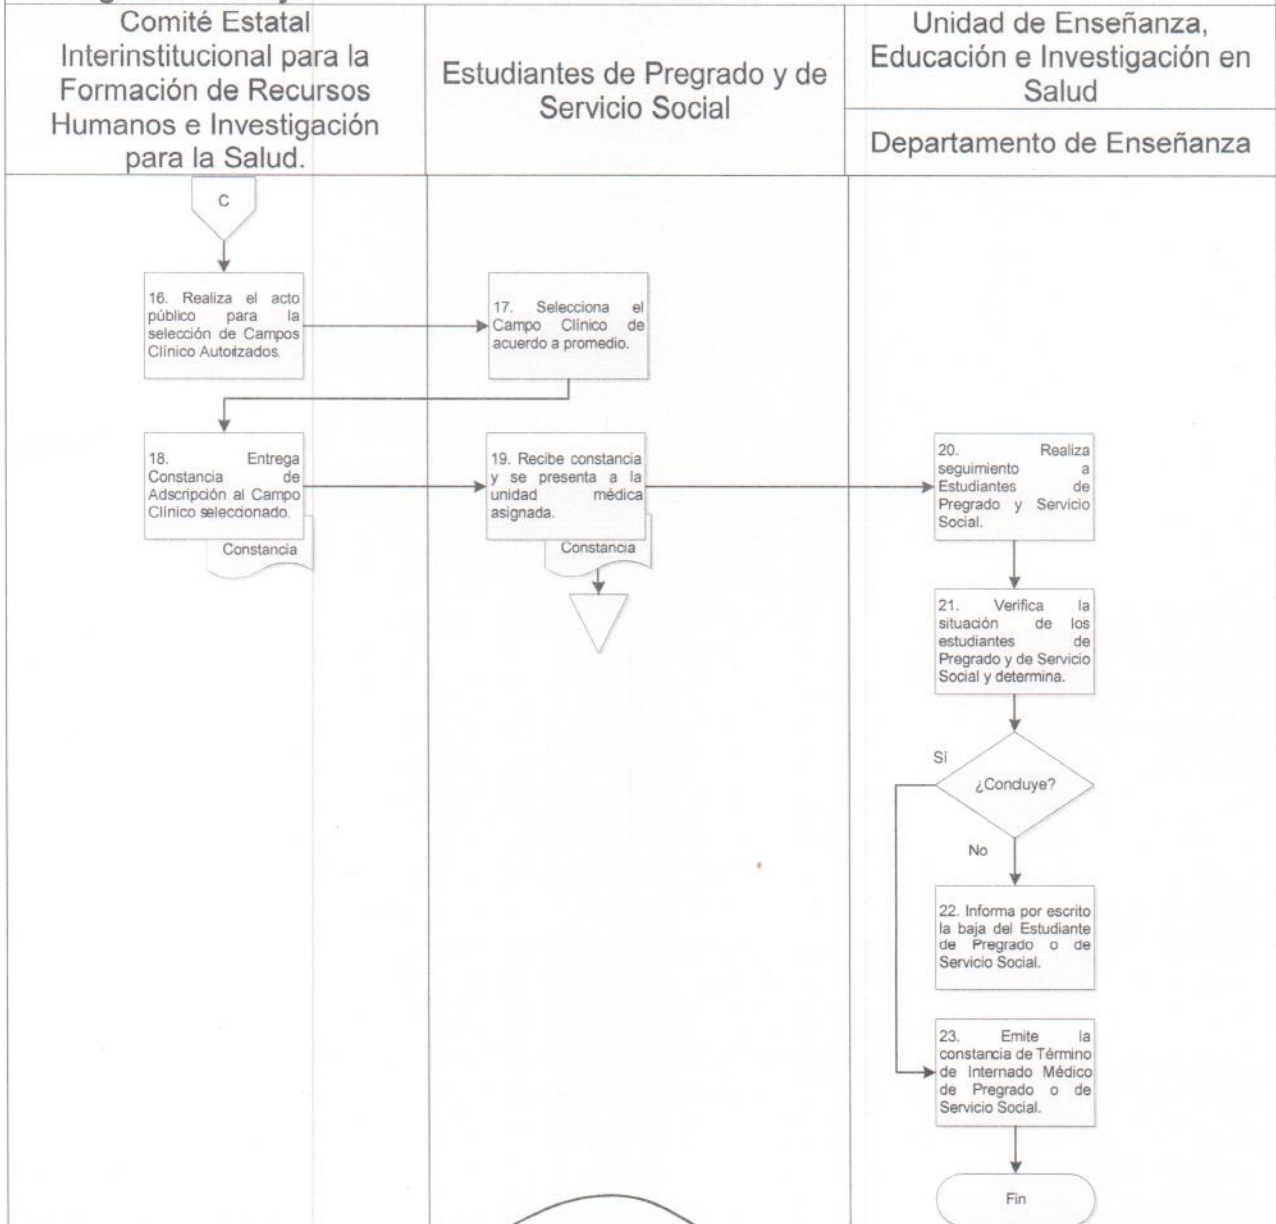 Comité Estatal
Interinstitucional para la
Formación de Recursos
Humanos e Investigación
para la Salud.
Estudiantes de Pregrado y de
Servicio Social
Unidad de Enseñanza,
Educación e Investigación en
Salud
Departamento de Enseñanza
C
16. Realiza el acto
público para la
selección de Campos
Clínico Autorizados.
17. Selecciona el
Campo Clínico de
acuerdo a promedio.
18. Entrega
Constancia de
Adscripción al Campo
Clínico seleccionado.
Constancia
19. Recibe constancia
y se presenta a la
unidad médica
asignada.
Constancia
20. Realiza
seguimiento a
Estudiantes de
Pregrado y Servicio
Social.
21. Verifica la
situación de los
estudiantes de
Pregrado y de Servicio
Social y determina.
Sí
¿Concluye?
No
22. Informa por escrito
la baja del Estudiante
de Pregrado o de
Servicio Social.
23. Emite la
constancia de Término
de Internado Médico
de Pregrado o de
Servicio Social.
Fin